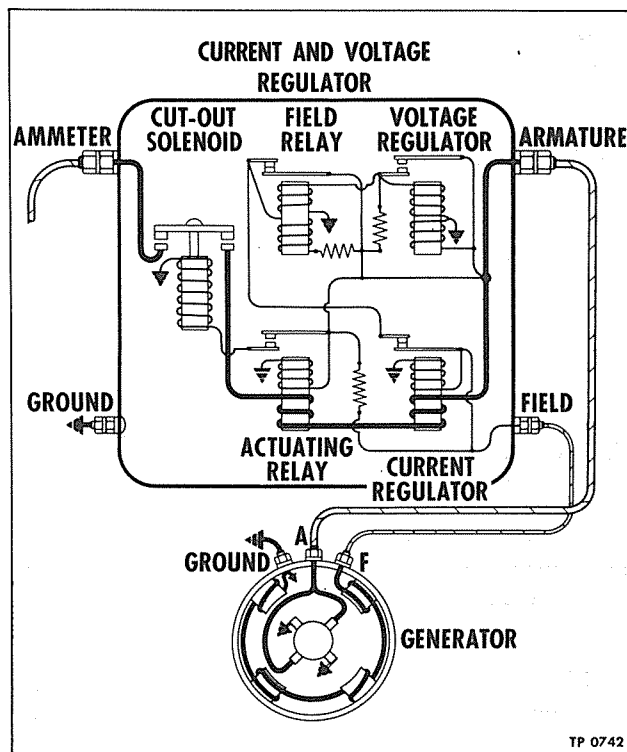 CURRENT AND VOLTAGE
REGULATOR
CUT-OUT
SOLENOID
FIELD
RELAY
VOLTAGE
REGULATOR
AMMETER
ARMATURE
GROUND
FIELD
ACTUATING
RELAY
CURRENT
REGULATOR
A
GROUND
F
GENERATOR
TP 0742